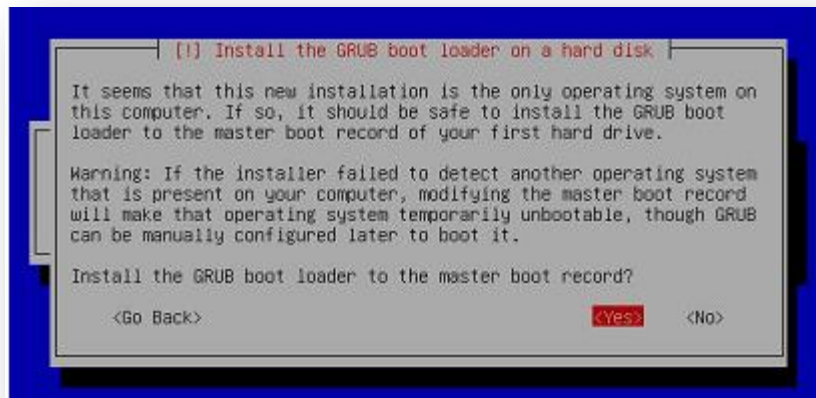 [!] Install the GRUB boot loader on a hard disk
It seems that this new installation is the only operating system on
this computer. If so, it should be safe to install the GRUB boot
loader to the master boot record of your first hard drive.
Warning: If the installer failed to detect another operating system
that is present on your computer, modifying the master boot record
will make that operating system temporarily unbootable, though GRUB
can be manually configured later to boot it.
Install the GRUB boot loader to the master boot record?
<Go Back> <Yes> <No>